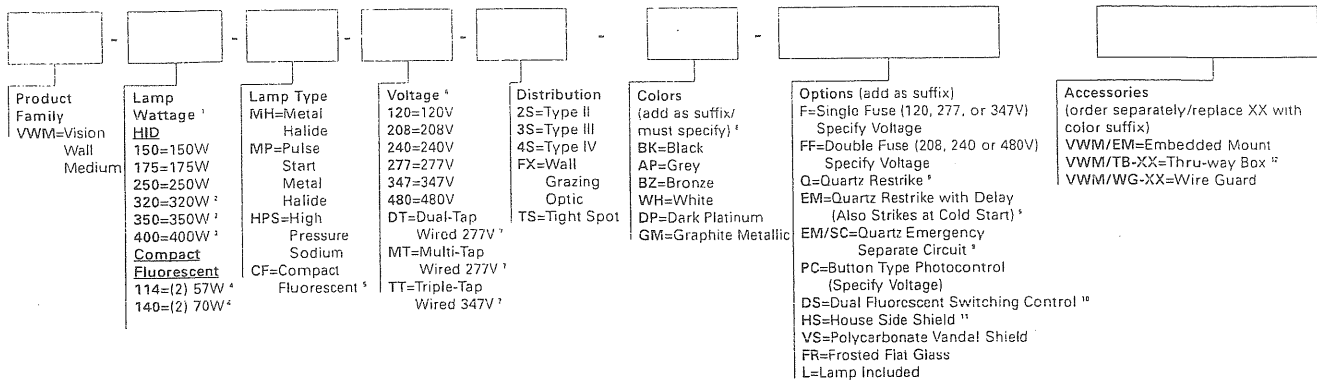 Product
Family
VWM=Vision
Wall
Medium
Lamp
Wattage ¹
HID
150=150W
175=175W
250=250W
320=320W ²
350=350W ³
400=400W ³
Compact
Fluorescent
114=(2) 57W ⁴
140=(2) 70W ⁴
Lamp Type
MH=Metal
Halide
MP=Pulse
Start
Metal
Halide
HPS=High
Pressure
Sodium
CF=Compact
Fluorescent ⁵
Voltage ⁶
120=120V
208=208V
240=240V
277=277V
347=347V
480=480V
DT=Dual-Tap
Wired 277V ⁷
MT=Multi-Tap
Wired 277V ⁷
TT=Triple-Tap
Wired 347V ⁷
Distribution
2S=Type II
3S=Type III
4S=Type IV
FX=Wall
Grazing
Optic
TS=Tight Spot
Colors
(add as suffix/
must specify) ⁸
BK=Black
AP=Grey
BZ=Bronze
WH=White
DP=Dark Platinum
GM=Graphite Metallic
Options (add as suffix)
F=Single Fuse (120, 277, or 347V)
Specify Voltage
FF=Double Fuse (208, 240 or 480V)
Specify Voltage
Q=Quartz Restrike ⁹
EM=Quartz Restrike with Delay
(Also Strikes at Cold Start) ⁹
EM/SC=Quartz Emergency
Separate Circuit ⁹
PC=Button Type Photocontrol
(Specify Voltage)
DS=Dual Fluorescent Switching Control ¹⁰
HS=House Side Shield ¹¹
VS=Polycarbonate Vandal Shield
FR=Frosted Flat Glass
L=Lamp Included
Accessories
(order separately/replace XX with
color suffix)
VWM/EM=Embedded Mount
VWM/TB-XX=Thru-way Box ¹²
VWM/WG-XX=Wire Guard